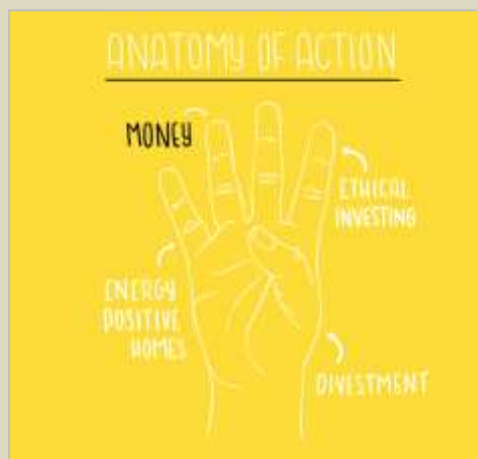 ANATOMY OF ACTION
MONEY
ETHICAL
INVESTING
ENERGY
POSITIVE
HOMES
DIVESTMENT